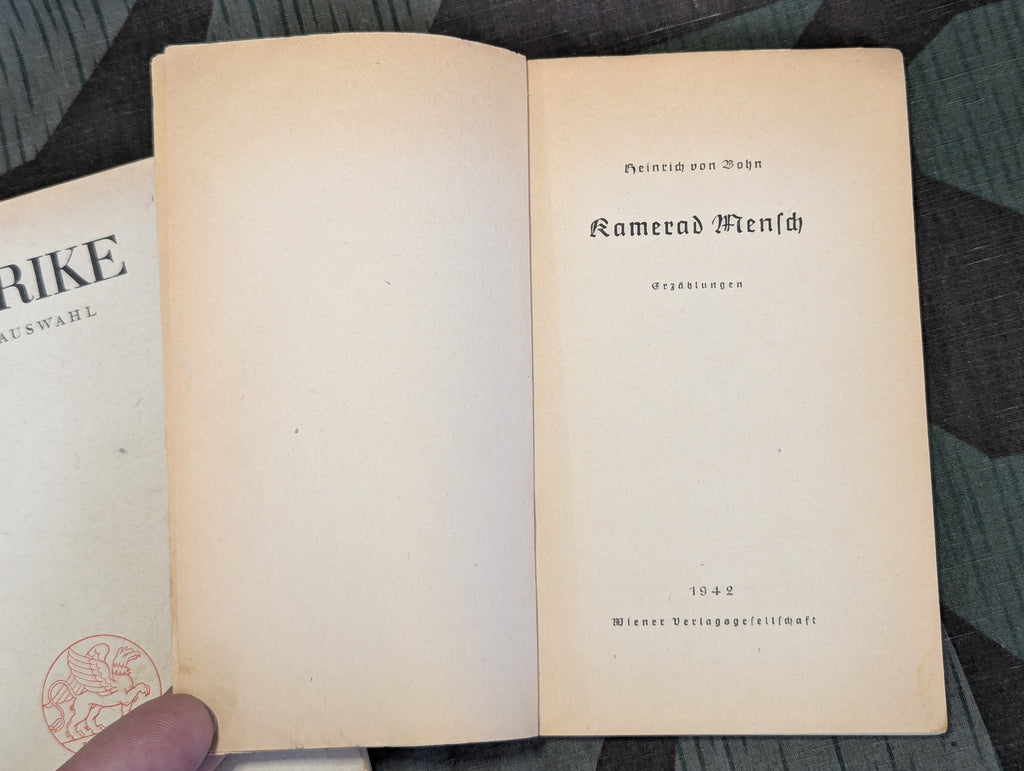 RIKE
AUSWAHL
Heinrich von Bohn
Kamerad Menſch
Erzählungen
1942
Wiener Verlagsgeſellſchaft